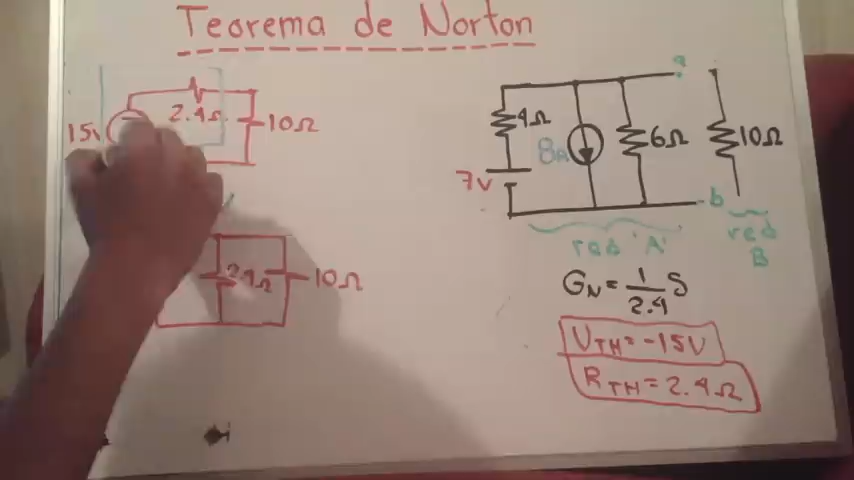 Teorema de Norton
15v
2.4Ω
10Ω
2.4Ω
10Ω
4Ω
8A
6Ω
10Ω
7V
a
b
red 'A'
red
B
GN = 1/2.4 S
VTH = -15V
RTH = 2.4Ω